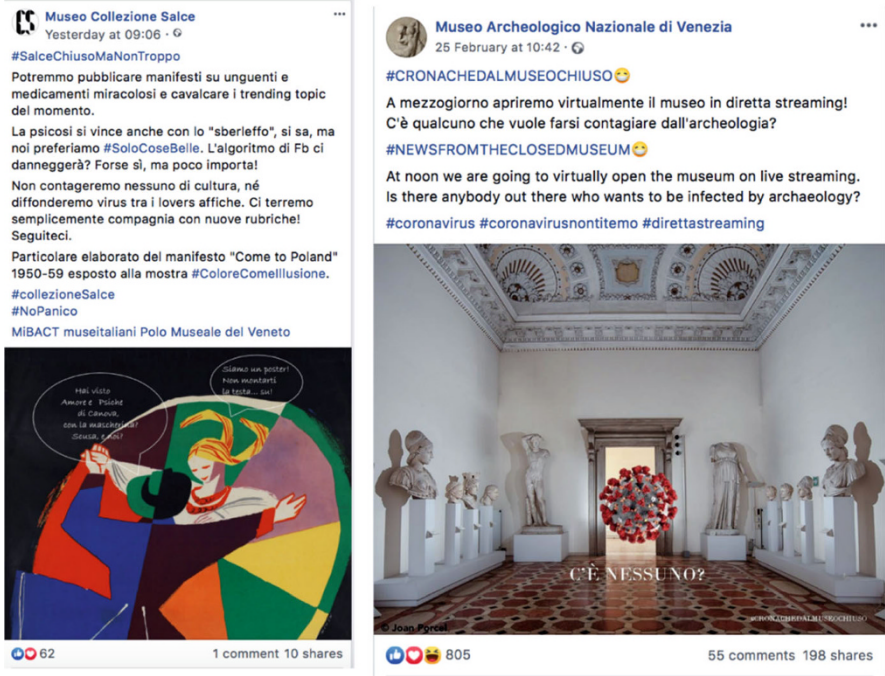 Museo Collezione Salce
Yesterday at 09:06 ·
#SalceChiusoMaNonTroppo
Potremmo pubblicare manifesti su unguenti e
medicamenti miracolosi e cavalcare i trending topic
del momento.
La psicosi si vince anche con lo "sberleffo", si sa, ma
noi preferiamo #SoloCoseBelle. L'algoritmo di Fb ci
danneggerà? Forse sì, ma poco importa!
Non contageremo nessuno di cultura, né
diffonderemo virus tra i lovers affiche. Ci terremo
semplicemente compagnia con nuove rubriche!
Seguiteci.
Particolare elaborato del manifesto "Come to Poland"
1950-59 esposto alla mostra #ColoreComeIllusione.
#collezioneSalce
#NoPanico
MiBACT museitaliani Polo Museale del Veneto
Hai visto
Amore e Psiche
di Canova,
con la mascherina?
Scusa, e noi?
Siamo un poster!
Non montarti
la testa... su!
62
1 comment 10 shares
Museo Archeologico Nazionale di Venezia
25 February at 10:42 ·
#CRONACHEDALMUSEOCHIUSO😷
A mezzogiorno apriremo virtualmente il museo in diretta streaming!
C'è qualcuno che vuole farsi contagiare dall'archeologia?
#NEWSFROMTHECLOSEDMUSEUM😷
At noon we are going to virtually open the museum on live streaming.
Is there anybody out there who wants to be infected by archaeology?
#coronavirus #coronavirusnontitemo #direttastreaming
C'È NESSUNO?
© Joan Porcel
#CRONACHEDALMUSEOCHIUSO
805
55 comments 198 shares